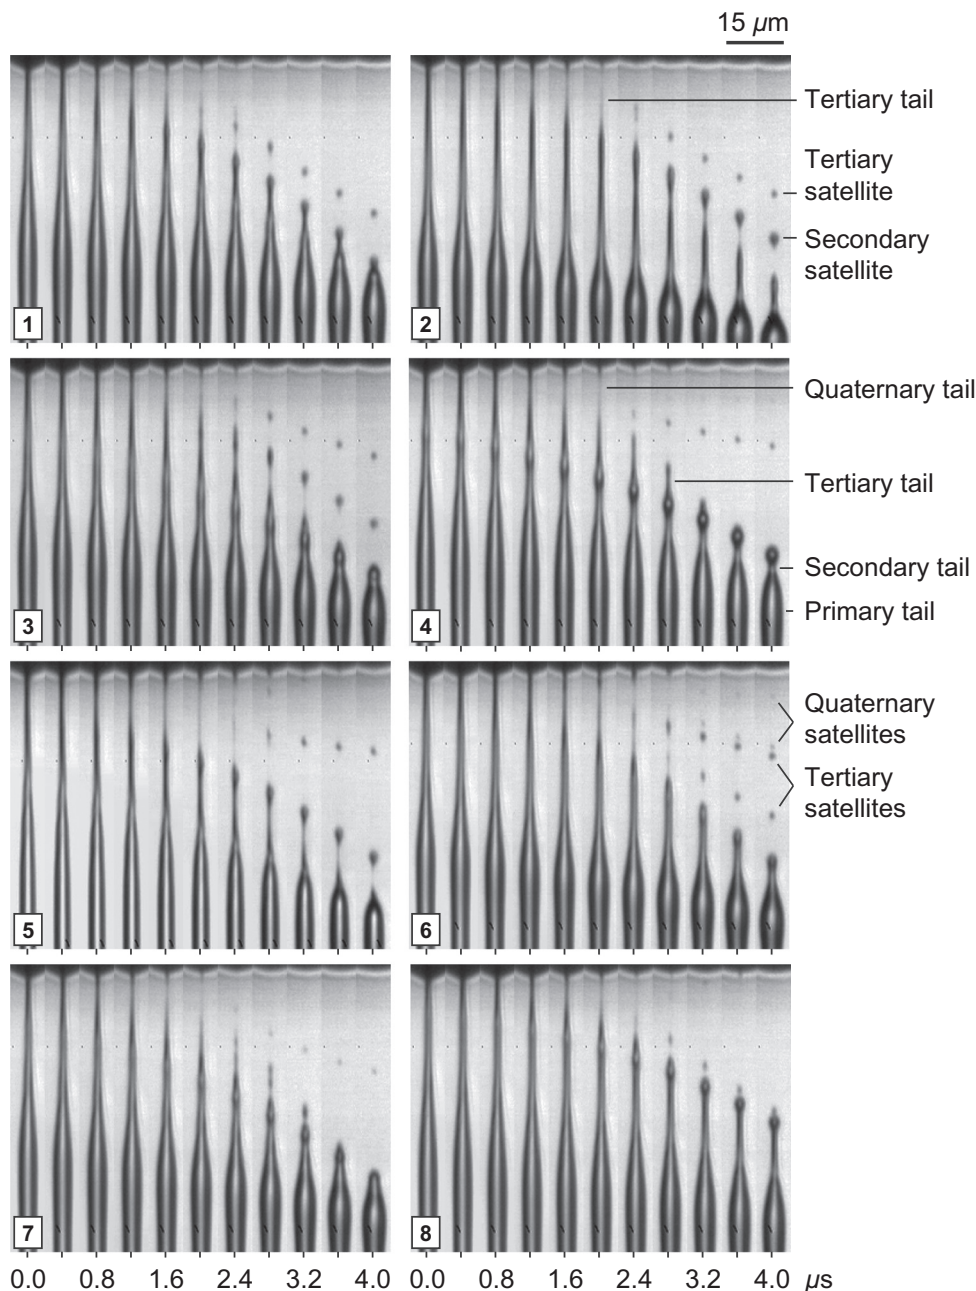 15 µm
Tertiary tail
Tertiary
satellite
Secondary
satellite
1
2
Quaternary tail
Tertiary tail
Secondary tail
Primary tail
3
4
Quaternary
satellites
Tertiary
satellites
5
6
7
8
0.0 0.8 1.6 2.4 3.2 4.0 0.0 0.8 1.6 2.4 3.2 4.0 µs